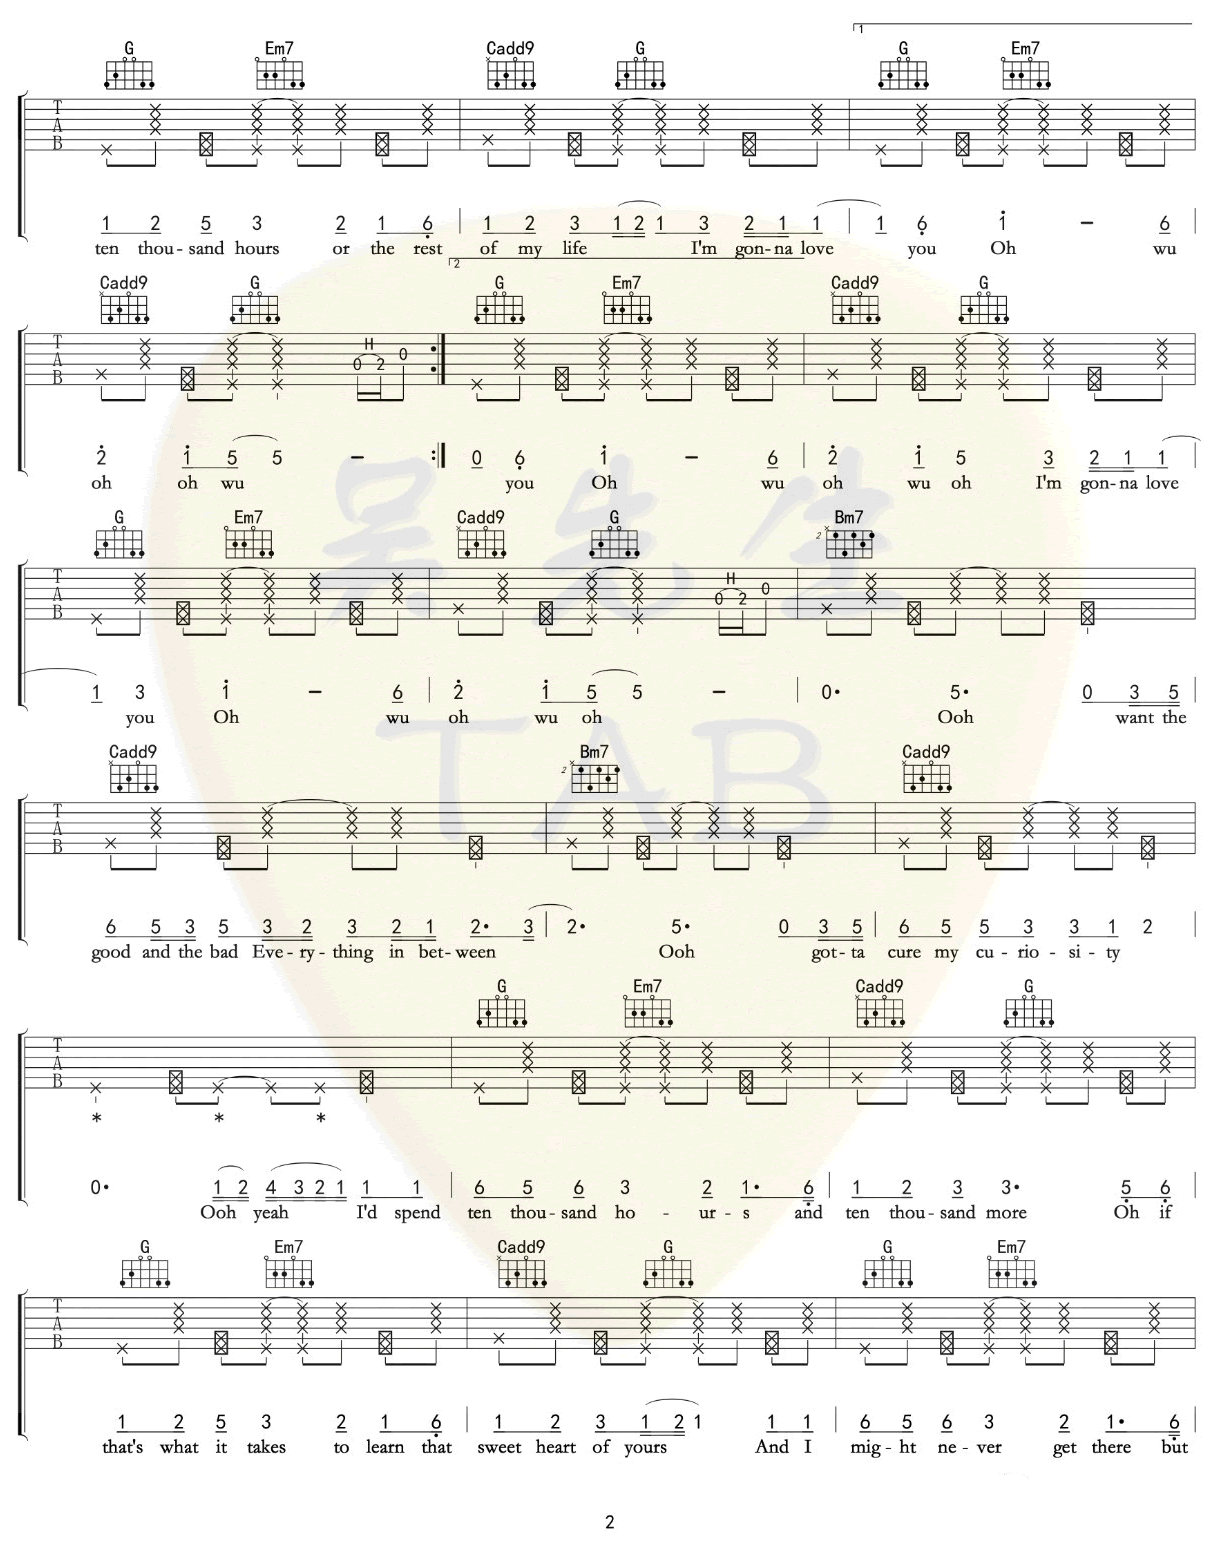 1
G Em7 Cadd9 G G Em7
T A B
1 2 5 3 2 1 6 1 2 3 1 2 1 1 3 2 1 1 1 6 1 – 6
ten thou-sand hours or the rest of my life I'm gon-na love you Oh wu
2
Cadd9 G G Em7 Cadd9 G
H
0 2 0
T A B
2 1 5 5 – 0 6 1 – 6 2 1 5 3 2 1 1
oh oh wu you Oh wu oh wu oh I'm gon-na love
G Em7 Cadd9 G Bm7
2
H
0 2 0
T A B
1 3 1 – 6 2 1 5 5 – 0· 5· 0 3 5
you Oh wu oh wu oh Ooh want the
Cadd9 Bm7 Cadd9
2
T A B
6 5 3 5 3 2 3 2 1 2· 3 2· 5· 0 3 5 6 5 5 3 3 1 2
good and the bad Eve-ry-thing in bet-ween Ooh got-ta cure my cu-rio-si-ty
G Em7 Cadd9 G
T A B
* * *
0· 1 2 4 3 2 1 1 1 6 5 6 3 2 1· 6 1 2 3 3· 5 6
Ooh yeah I'd spend ten thou-sand ho - ur-s and ten thou-sand more Oh if
G Em7 Cadd9 G G Em7
T A B
1 2 5 3 2 1 6 1 2 3 1 2 1 1 1 6 5 6 3 2 1· 6
that's what it takes to learn that sweet heart of yours And I mig-ht ne-ver get there but
吴先生
TAB
2